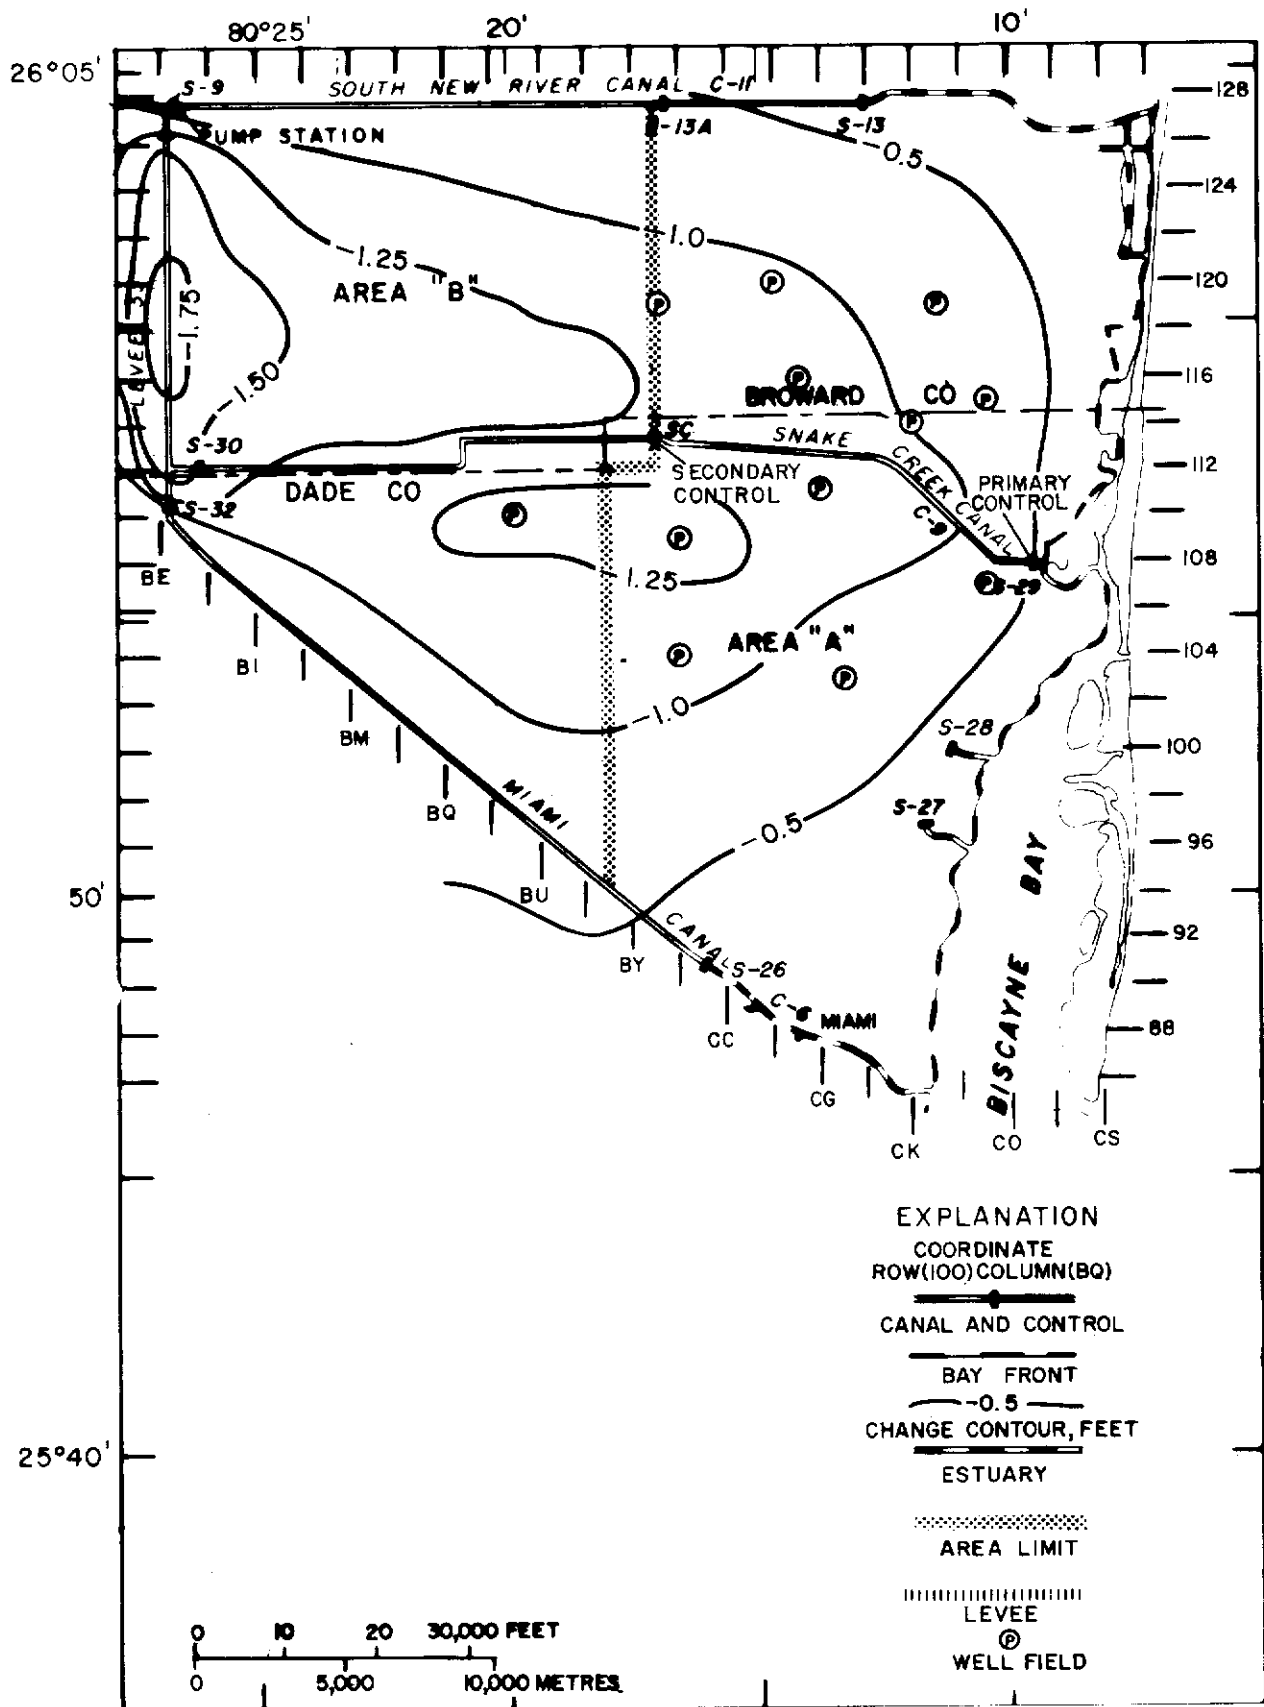 80°25'
20'
10'
26°05'
S-9
SOUTH NEW RIVER CANAL C-11
128
UMP STATION
-13A
S-13
-0.5
124
-1.0
-1.25
AREA "B"
120
-1.75
LEVEE 33
-1.50
116
BROWARD CO
S-30
SC
SNAKE CREEK CANAL
112
DADE CO
SECONDARY
CONTROL
PRIMARY
CONTROL
S-32
C-9
108
BE
-1.25
S-29
AREA "A"
104
BI
-1.0
BM
S-28
100
BQ
MIAMI CANAL
S-27
-0.5
96
BU
50'
92
BY
S-26
C-6
MIAMI
88
CC
BISCAYNE BAY
CG
CK
CO
CS
P
P
P
P
P
P
P
P
P
P
P
P
EXPLANATION
COORDINATE
ROW(100)COLUMN(BQ)
CANAL AND CONTROL
BAY FRONT
-0.5
CHANGE CONTOUR, FEET
25°40'
ESTUARY
AREA LIMIT
LEVEE
P
WELL FIELD
0 10 20 30,000 FEET
0 5,000 10,000 METRES